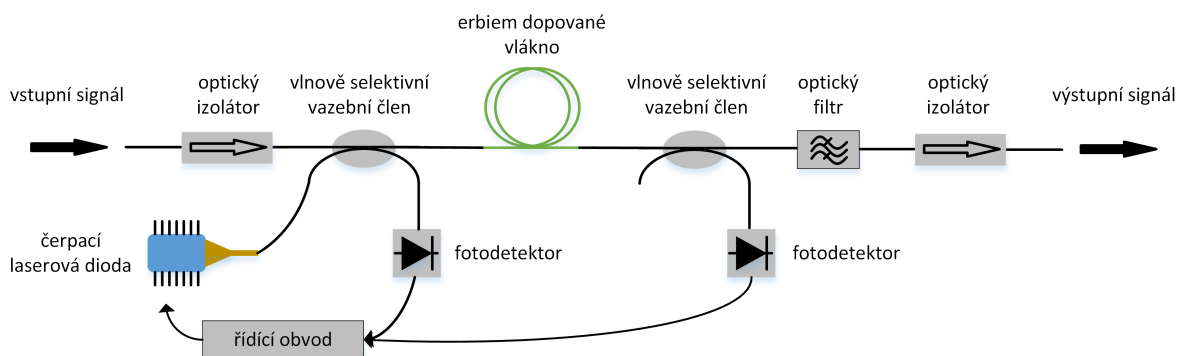 erbiem dopované
vlákno
vstupní signál
optický
izolátor
vlnově selektivní
vazební člen
vlnově selektivní
vazební člen
optický
filtr
optický
izolátor
výstupní signál
čerpací
laserová dioda
fotodetektor
fotodetektor
řídící obvod